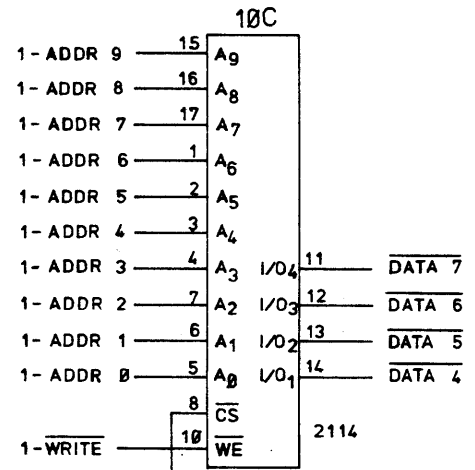 10C
1-ADDR 9 15 A9
1-ADDR 8 16 A8
1-ADDR 7 17 A7
1-ADDR 6 1 A6
1-ADDR 5 2 A5
1-ADDR 4 3 A4
1-ADDR 3 4 A3 I/O4 11 DATA 7
1-ADDR 2 7 A2 I/O3 12 DATA 6
1-ADDR 1 6 A1 I/O2 13 DATA 5
1-ADDR 0 5 A0 I/O1 14 DATA 4
8 CS
1-WRITE 10 WE 2114